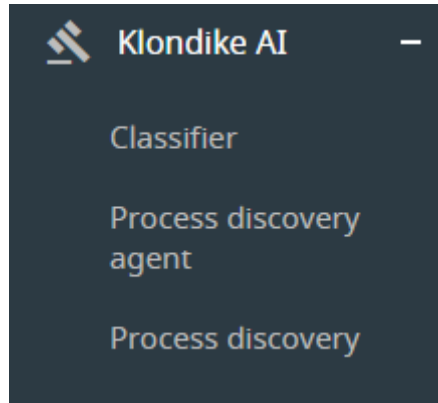 Klondike AI
Classifier
Process discovery
agent
Process discovery